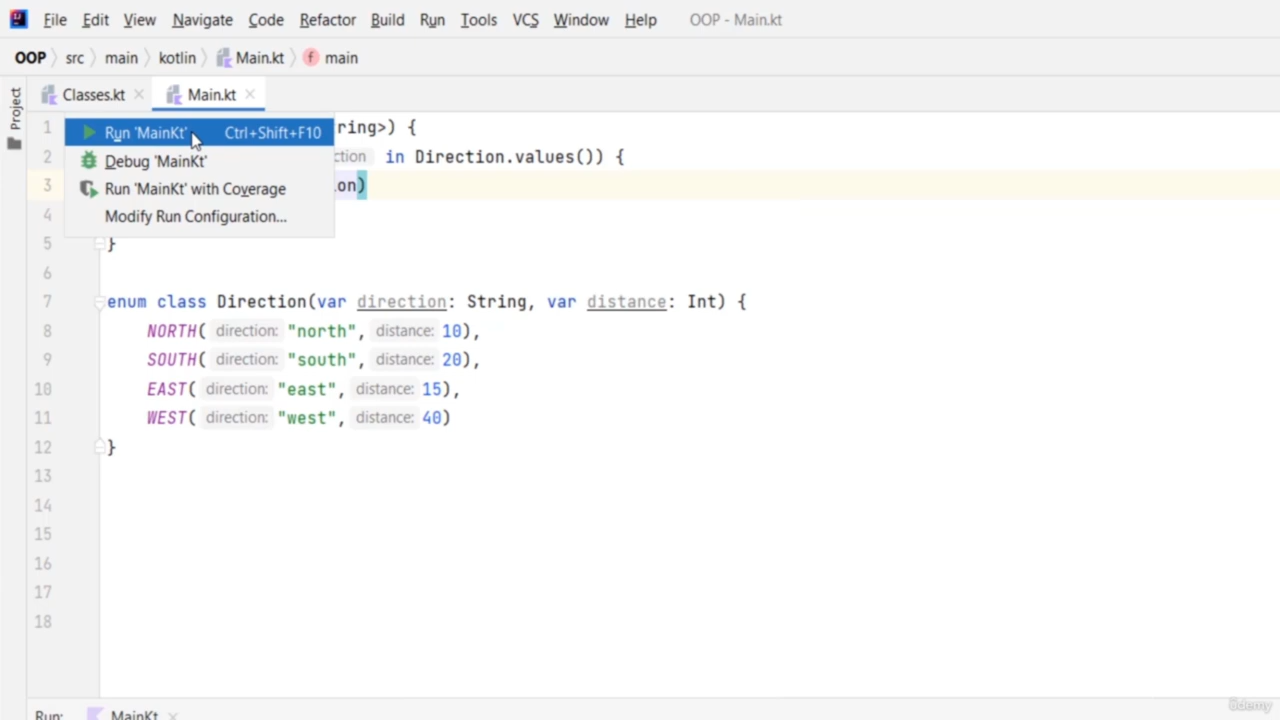 File Edit View Navigate Code Refactor Build Run Tools VCS Window Help OOP - Main.kt
OOP src main kotlin Main.kt f main
Project
Classes.kt Main.kt
1 ring>) {
Run 'MainKt' Ctrl+Shift+F10
2 ction in Direction.values()) {
Debug 'MainKt'
3 on)
Run 'MainKt' with Coverage
4
Modify Run Configuration...
5 }
6
7 enum class Direction(var direction: String, var distance: Int) {
8 NORTH( direction: "north", distance: 10),
9 SOUTH( direction: "south", distance: 20),
10 EAST( direction: "east", distance: 15),
11 WEST( direction: "west", distance: 40)
12 }
13
14
15
16
17
18
Run: MainKt
ûdemy